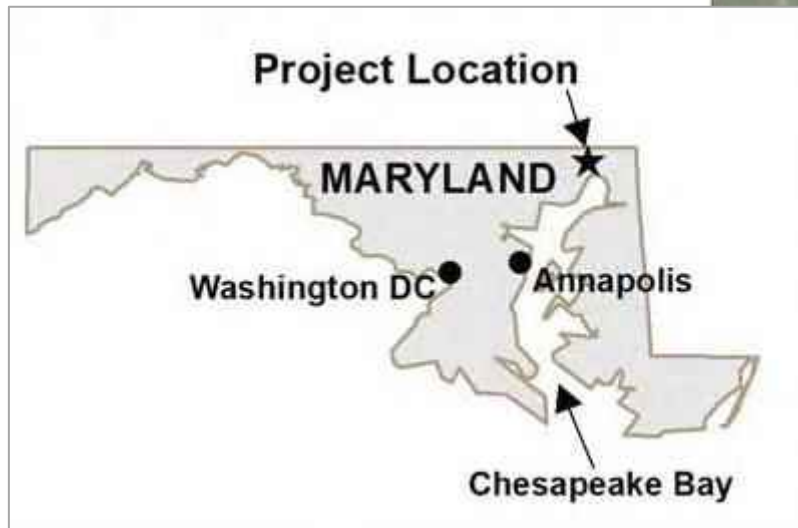 Project Location
MARYLAND
Washington DC
Annapolis
Chesapeake Bay